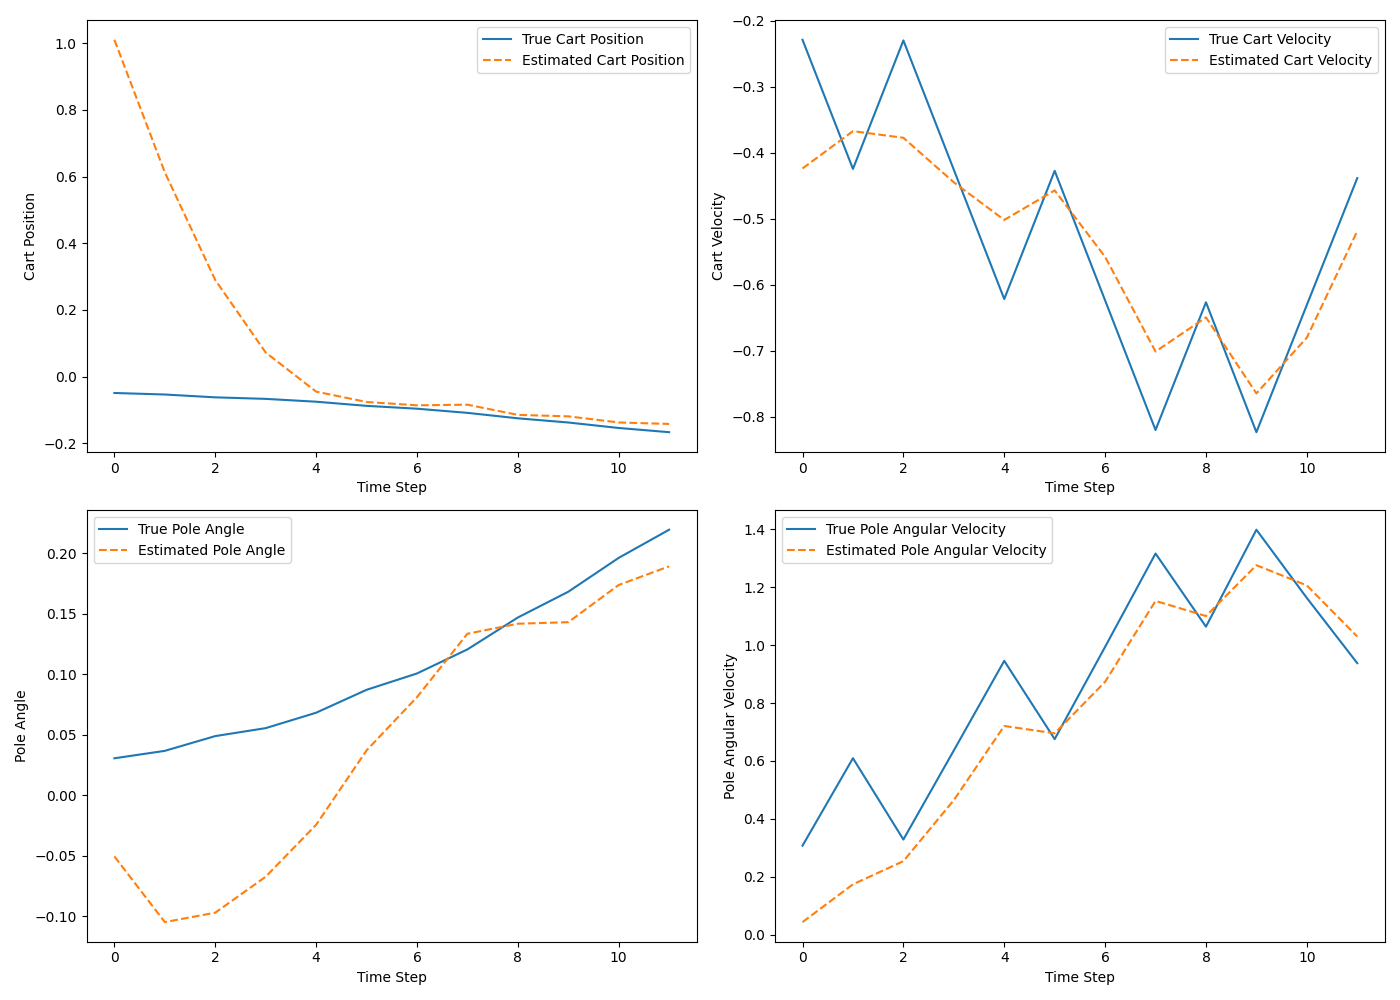 True Cart Position
Estimated Cart Position
1.0
0.8
0.6
0.4
0.2
0.0
−0.2
Cart Position
0 2 4 6 8 10
Time Step
True Cart Velocity
Estimated Cart Velocity
−0.2
−0.3
−0.4
−0.5
−0.6
−0.7
−0.8
Cart Velocity
0 2 4 6 8 10
Time Step
True Pole Angle
Estimated Pole Angle
0.20
0.15
0.10
0.05
0.00
−0.05
−0.10
Pole Angle
0 2 4 6 8 10
Time Step
True Pole Angular Velocity
Estimated Pole Angular Velocity
1.4
1.2
1.0
0.8
0.6
0.4
0.2
0.0
Pole Angular Velocity
0 2 4 6 8 10
Time Step